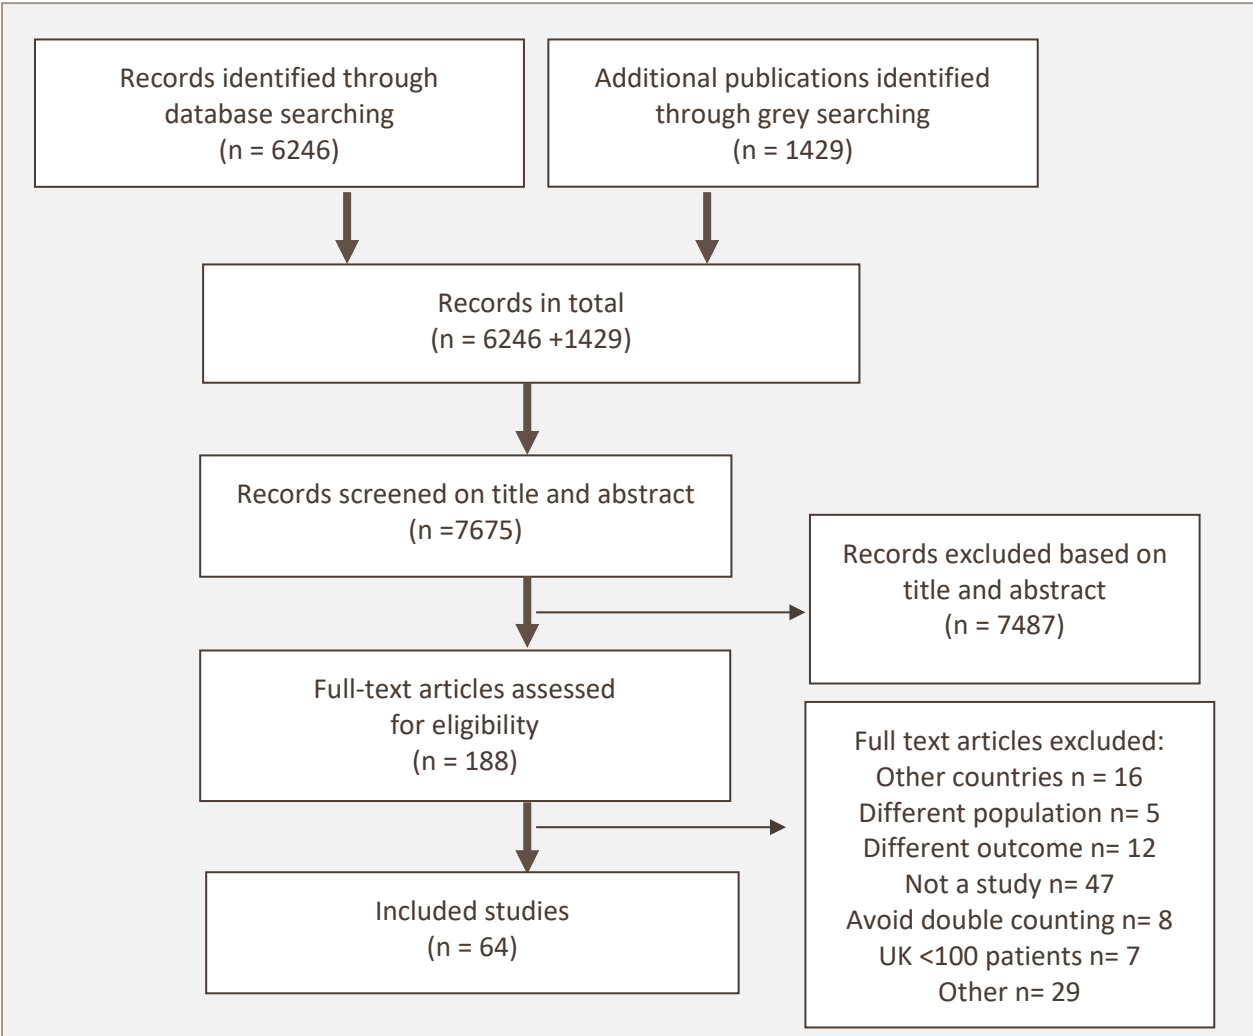 Records identified through
database searching
(n = 6246)
Additional publications identified
through grey searching
(n = 1429)
Records in total
(n = 6246 +1429)
Records screened on title and abstract
(n =7675)
Records excluded based on
title and abstract
(n = 7487)
Full-text articles assessed
for eligibility
(n = 188)
Full text articles excluded:
Other countries n = 16
Different population n= 5
Different outcome n= 12
Not a study n= 47
Avoid double counting n= 8
UK <100 patients n= 7
Other n= 29
Included studies
(n = 64)